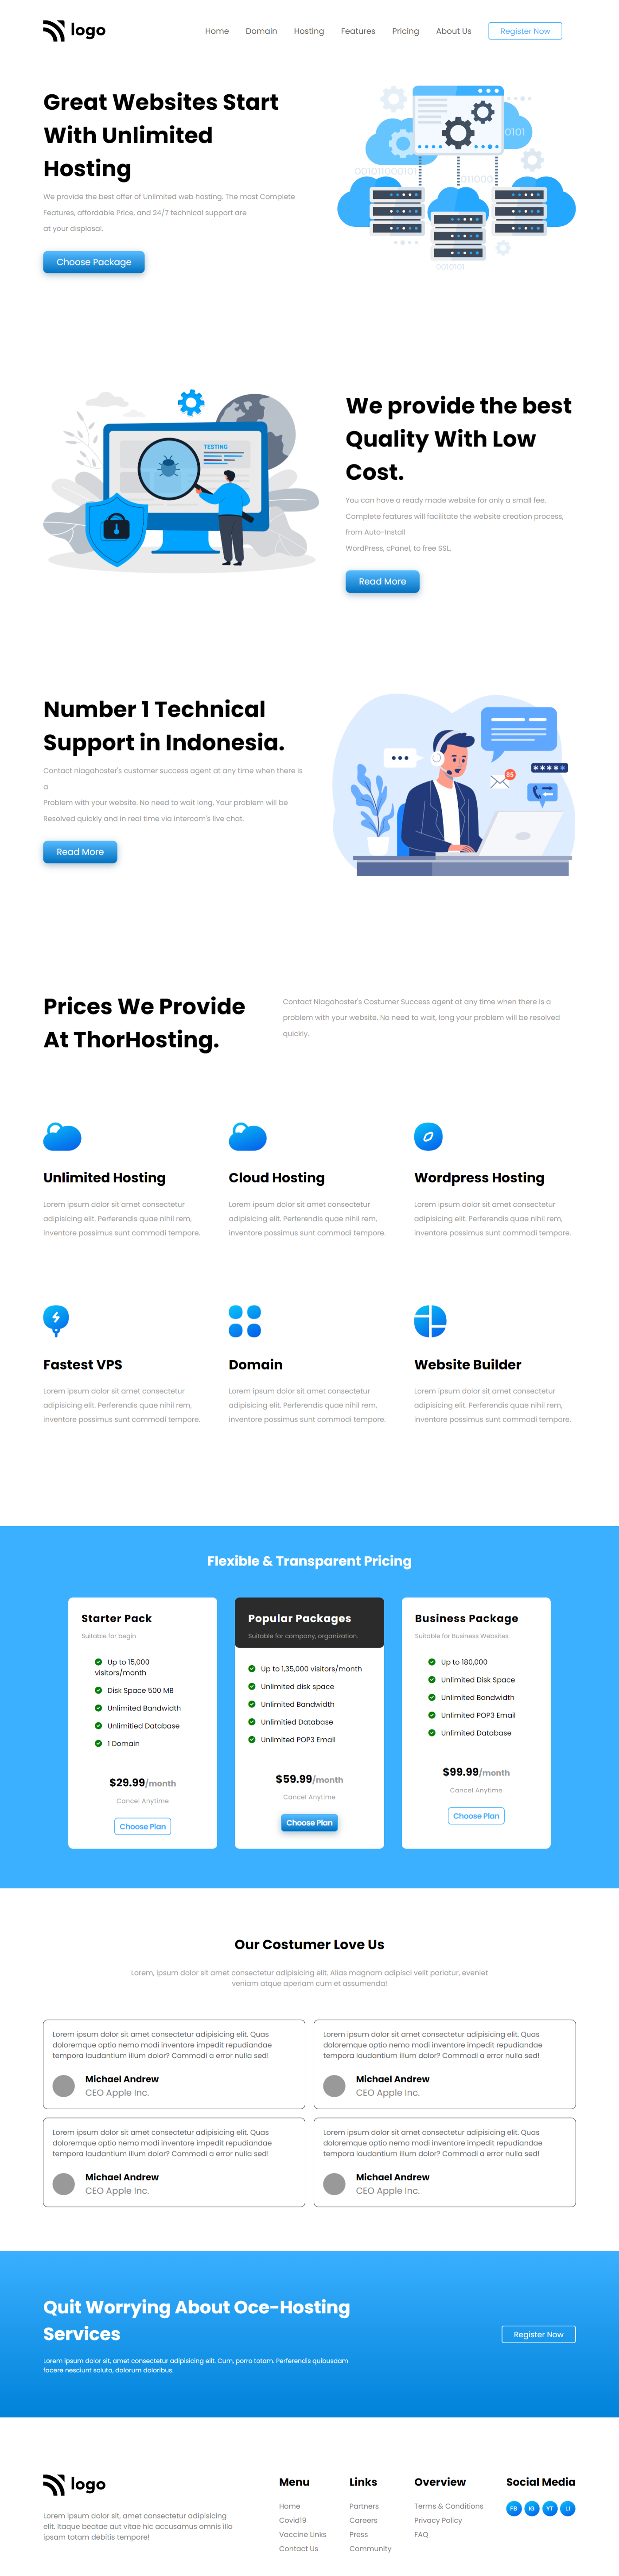 logo
Home Domain Hosting Features Pricing About Us Register Now
Great Websites Start
With Unlimited
Hosting
We provide the best offer of Unlimited web hosting. The most Complete
Features, affordable Price, and 24/7 technical support are
at your displosal.
Choose Package
0101
001011000101
011000
0010101
TESTING
We provide the best
Quality With Low
Cost.
You can have a ready made website for only a small fee.
Complete features will facilitate the website creation process,
from Auto-Install
WordPress, cPanel, to free SSL.
Read More
Number 1 Technical
Support in Indonesia.
Contact niagahoster's customer success agent at any time when there is
a
Problem with your website. No need to wait long, Your problem will be
Resolved quickly and in real time via intercom's live chat.
Read More
85
*****
Prices We Provide
At ThorHosting.
Contact Niagahoster's Costumer Success agent at any time when there is a
problem with your website. No need to wait, long your problem will be resolved
quickly.
Unlimited Hosting
Lorem ipsum dolor sit amet consectetur
adipisicing elit. Perferendis quae nihil rem,
inventore possimus sunt commodi tempore.
Cloud Hosting
Lorem ipsum dolor sit amet consectetur
adipisicing elit. Perferendis quae nihil rem,
inventore possimus sunt commodi tempore.
Wordpress Hosting
Lorem ipsum dolor sit amet consectetur
adipisicing elit. Perferendis quae nihil rem,
inventore possimus sunt commodi tempore.
Fastest VPS
Lorem ipsum dolor sit amet consectetur
adipisicing elit. Perferendis quae nihil rem,
inventore possimus sunt commodi tempore.
Domain
Lorem ipsum dolor sit amet consectetur
adipisicing elit. Perferendis quae nihil rem,
inventore possimus sunt commodi tempore.
Website Builder
Lorem ipsum dolor sit amet consectetur
adipisicing elit. Perferendis quae nihil rem,
inventore possimus sunt commodi tempore.
Flexible & Transparent Pricing
Starter Pack
Suitable for begin
Up to 15,000
visitors/month
Disk Space 500 MB
Unlimited Bandwidth
Unlimitied Database
1 Domain
$29.99/month
Cancel Anytime
Choose Plan
Popular Packages
Suitable for company, organization.
Up to 1,35,000 visitors/month
Unlimited disk space
Unlimited Bandwidth
Unlimitied Database
Unlimited POP3 Email
$59.99/month
Cancel Anytime
Choose Plan
Business Package
Suitable for Business Websites.
Up to 180,000
Unlimited Disk Space
Unlimited Bandwidth
Unlimited POP3 Email
Unlimited Database
$99.99/month
Cancel Anytime
Choose Plan
Our Costumer Love Us
Lorem, ipsum dolor sit amet consectetur adipisicing elit. Alias magnam adipisci velit pariatur, eveniet
veniam atque aperiam cum et assumenda!
Lorem ipsum dolor sit amet consectetur adipisicing elit. Quas
doloremque optio nemo modi inventore impedit repudiandae
tempora laudantium illum dolor? Commodi a error nulla sed!
Michael Andrew
CEO Apple Inc.
Lorem ipsum dolor sit amet consectetur adipisicing elit. Quas
doloremque optio nemo modi inventore impedit repudiandae
tempora laudantium illum dolor? Commodi a error nulla sed!
Michael Andrew
CEO Apple Inc.
Lorem ipsum dolor sit amet consectetur adipisicing elit. Quas
doloremque optio nemo modi inventore impedit repudiandae
tempora laudantium illum dolor? Commodi a error nulla sed!
Michael Andrew
CEO Apple Inc.
Lorem ipsum dolor sit amet consectetur adipisicing elit. Quas
doloremque optio nemo modi inventore impedit repudiandae
tempora laudantium illum dolor? Commodi a error nulla sed!
Michael Andrew
CEO Apple Inc.
Quit Worrying About Oce-Hosting
Services
Lorem ipsum dolor sit, amet consectetur adipisicing elit. Cum, porro totam. Perferendis quibusdam
facere nesciunt soluta, dolorum doloribus.
Register Now
logo
Lorem ipsum dolor sit, amet consectetur adipisicing
elit. Itaque beatae aut vitae hic accusamus omnis illo
ipsam totam debitis tempore!
Menu
Home
Covid19
Vaccine Links
Contact Us
Links
Partners
Careers
Press
Community
Overview
Terms & Conditions
Privacy Policy
FAQ
Social Media
FB IG YT LI